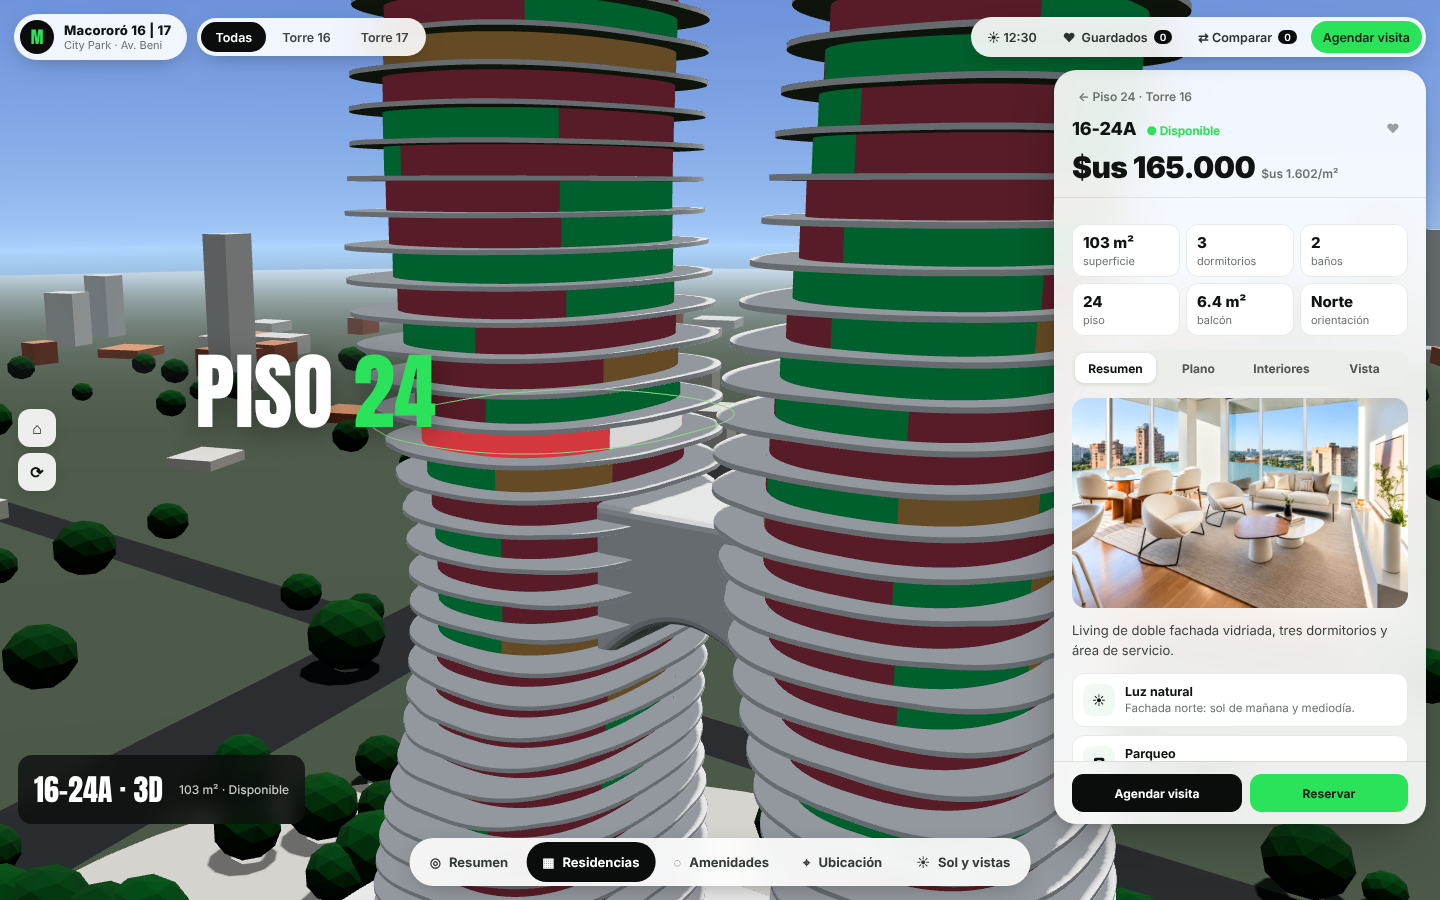 M
Macororó 16 | 17
City Park · Av. Beni
Todas
Torre 16
Torre 17
12:30
Guardados 0
Comparar 0
Agendar visita
← Piso 24 · Torre 16
16-24A
Disponible
$us 165.000 $us 1.602/m²
103 m²
superficie
3
dormitorios
2
baños
24
piso
6.4 m²
balcón
Norte
orientación
Resumen
Plano
Interiores
Vista
PISO 24
Living de doble fachada vidriada, tres dormitorios y
área de servicio.
Luz natural
Fachada norte: sol de mañana y mediodía.
Parqueo
Agendar visita
Reservar
16-24A · 3D
103 m² · Disponible
Resumen
Residencias
Amenidades
Ubicación
Sol y vistas